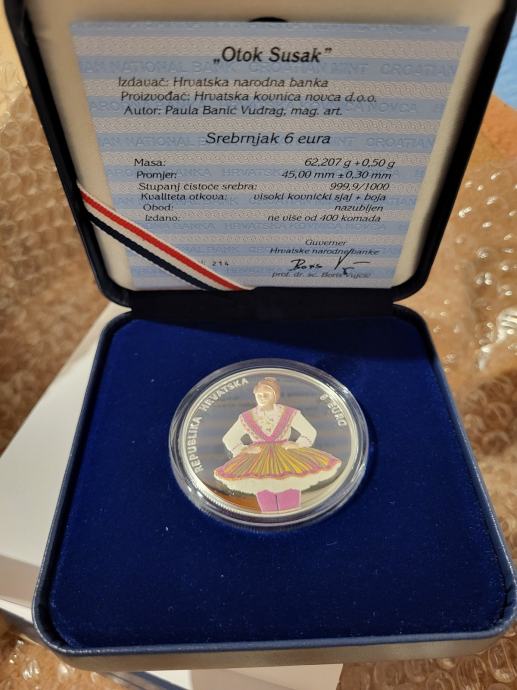 „Otok Susak”
Izdavač: Hrvatska narodna banka
Proizvođač: Hrvatska kovnica novca d.o.o.
Autor: Paula Banić Vudrag, mag. art.
Srebrnjak 6 eura
Masa: 62,207 g +0,50 g
Promjer: 45,00 mm ±0,30 mm
Stupanj čistoće srebra: 999,9/1000
Kvaliteta otkova: visoki kovnički sjaj + boja
Obod: nazubljen
Izdano: ne više od 400 komada
Guverner
Hrvatske narodne banke
214
prof. dr. sc. Boris Vujčić
REPUBLIKA HRVATSKA
6 EURO